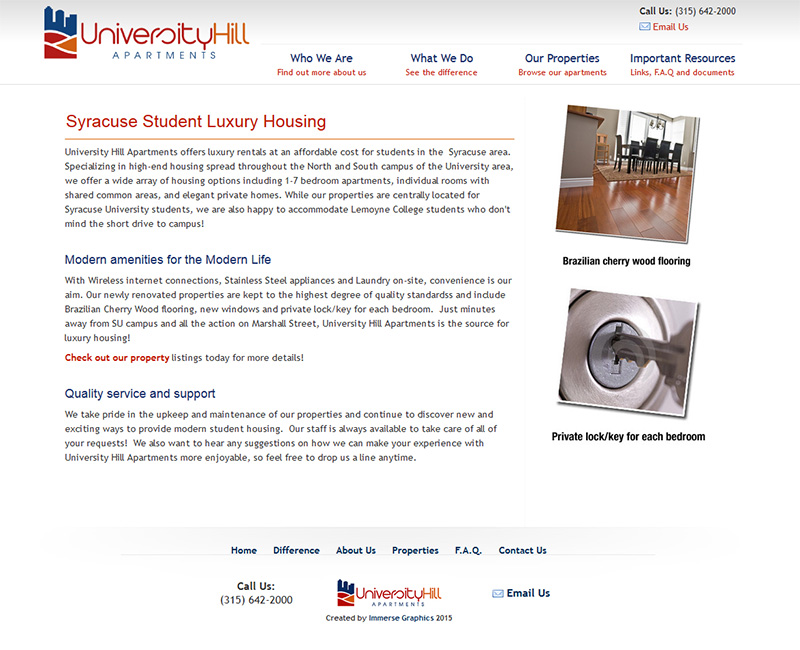 UniversityHill
APARTMENTS
Call Us: (315) 642-2000
Email Us
Who We Are
Find out more about us
What We Do
See the difference
Our Properties
Browse our apartments
Important Resources
Links, F.A.Q and documents
Syracuse Student Luxury Housing
University Hill Apartments offers luxury rentals at an affordable cost for students in the  Syracuse area.
Specializing in high-end housing spread throughout the North and South campus of the University area,
we offer a wide array of housing options including 1-7 bedroom apartments, individual rooms with
shared common areas, and elegant private homes. While our properties are centrally located for
Syracuse University students, we are also happy to accommodate Lemoyne College students who don't
mind the short drive to campus!
Modern amenities for the Modern Life
With Wireless internet connections, Stainless Steel appliances and Laundry on-site, convenience is our
aim. Our newly renovated properties are kept to the highest degree of quality standardss and include
Brazilian Cherry Wood flooring, new windows and private lock/key for each bedroom.  Just minutes
away from SU campus and all the action on Marshall Street, University Hill Apartments is the source for
luxury housing!
Check out our property listings today for more details!
Quality service and support
We take pride in the upkeep and maintenance of our properties and continue to discover new and
exciting ways to provide modern student housing.  Our staff is always available to take care of all of
your requests!  We also want to hear any suggestions on how we can make your experience with
University Hill Apartments more enjoyable, so feel free to drop us a line anytime.
Brazilian cherry wood flooring
Private lock/key for each bedroom
Home Difference About Us Properties F.A.Q. Contact Us
Call Us:
(315) 642-2000
UniversityHill
APARTMENTS
Email Us
Created by Immerse Graphics 2015